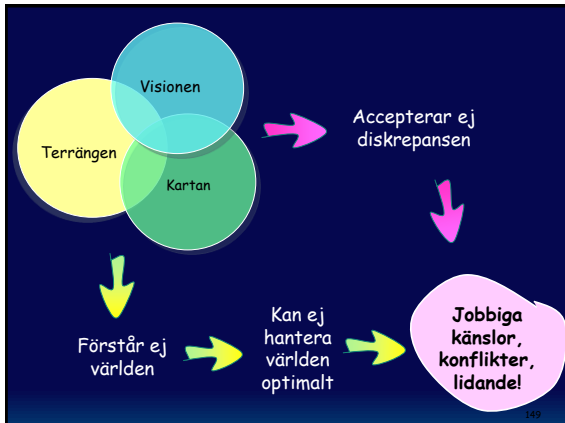 Visionen
Terrängen
Kartan
Accepterar ej
diskrepansen
Förstår ej
världen
Kan ej
hantera
världen
optimalt
Jobbiga
känslor,
konflikter,
lidande!
149